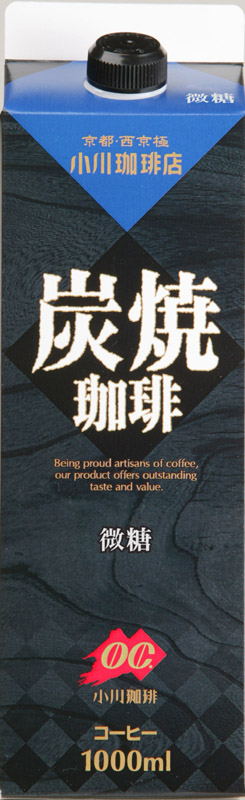 微糖
京都・西京極
小川珈琲店
炭焼
珈琲
Being proud artisans of coffee,
our product offers outstanding
taste and value.
微糖
OC.
小川珈琲
コーヒー
1000ml